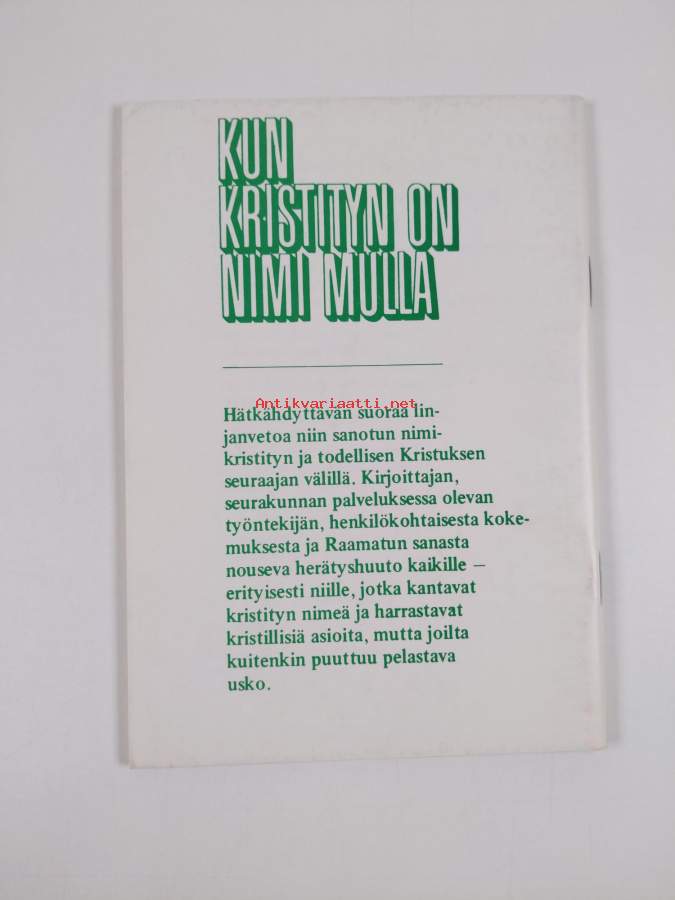 KUN
KRISTITYN ON
NIMI MULLA
Antikvariaatti.net
Hätkähdyttävän suoraa lin-
janvetoa niin sanotun nimi-
kristityn ja todellisen Kristuksen
seuraajan välillä. Kirjoittajan,
seurakunnan palveluksessa olevan
työntekijän, henkilökohtaisesta koke-
muksesta ja Raamatun sanasta
nouseva herätyshuuto kaikille —
erityisesti niille, jotka kantavat
kristityn nimeä ja harrastavat
kristillisiä asioita, mutta joilta
kuitenkin puuttuu pelastava
usko.